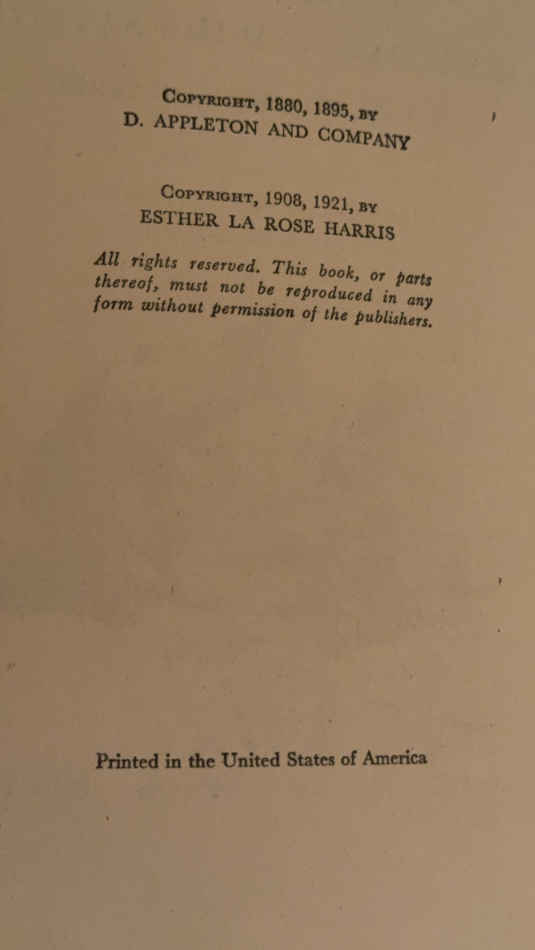 COPYRIGHT, 1880, 1895, BY
D. APPLETON AND COMPANY
COPYRIGHT, 1908, 1921, BY
ESTHER LA ROSE HARRIS
All rights reserved. This book, or parts
thereof, must not be reproduced in any
form without permission of the publishers.
Printed in the United States of America